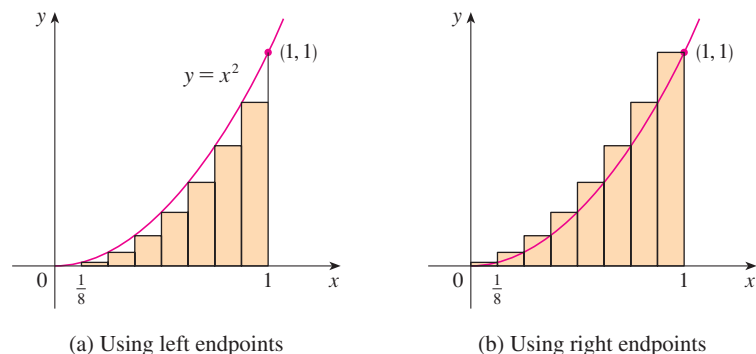 y
y = x²
(1, 1)
0
1/8
1
x
(a) Using left endpoints
y
(1, 1)
0
1/8
1
x
(b) Using right endpoints